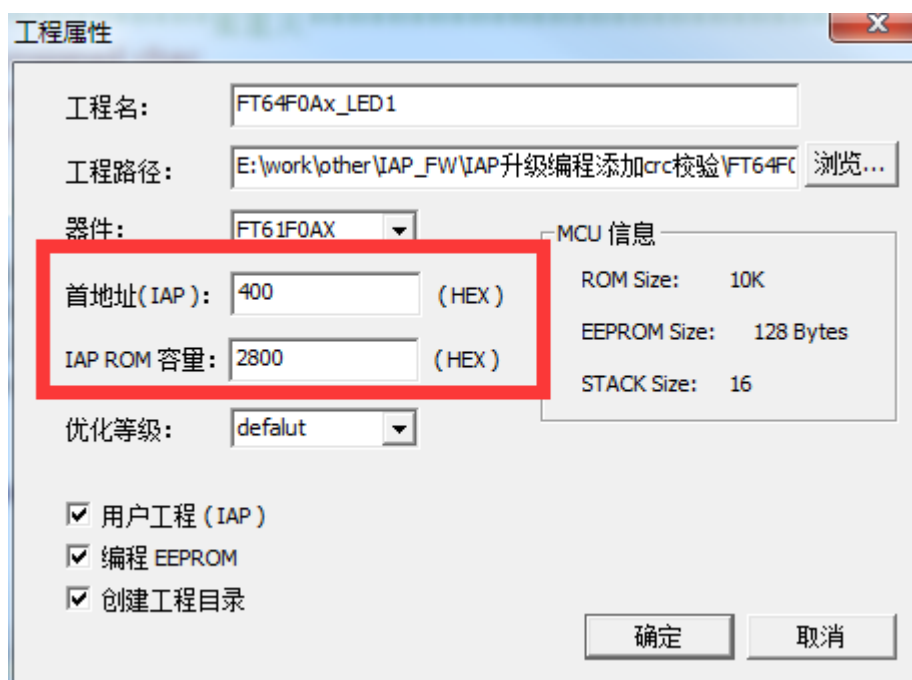 工程属性
工程名:
FT64F0Ax_LED1
工程路径:
E:\work\other\IAP_FW\IAP升级编程添加crc校验\FT64F(
浏览...
器件:
FT61F0AX
MCU 信息
首地址(IAP):
400
(HEX)
ROM Size: 10K
IAP ROM 容量:
2800
(HEX)
EEPROM Size: 128 Bytes
STACK Size: 16
优化等级:
defalut
用户工程(IAP)
编程 EEPROM
创建工程目录
确定
取消